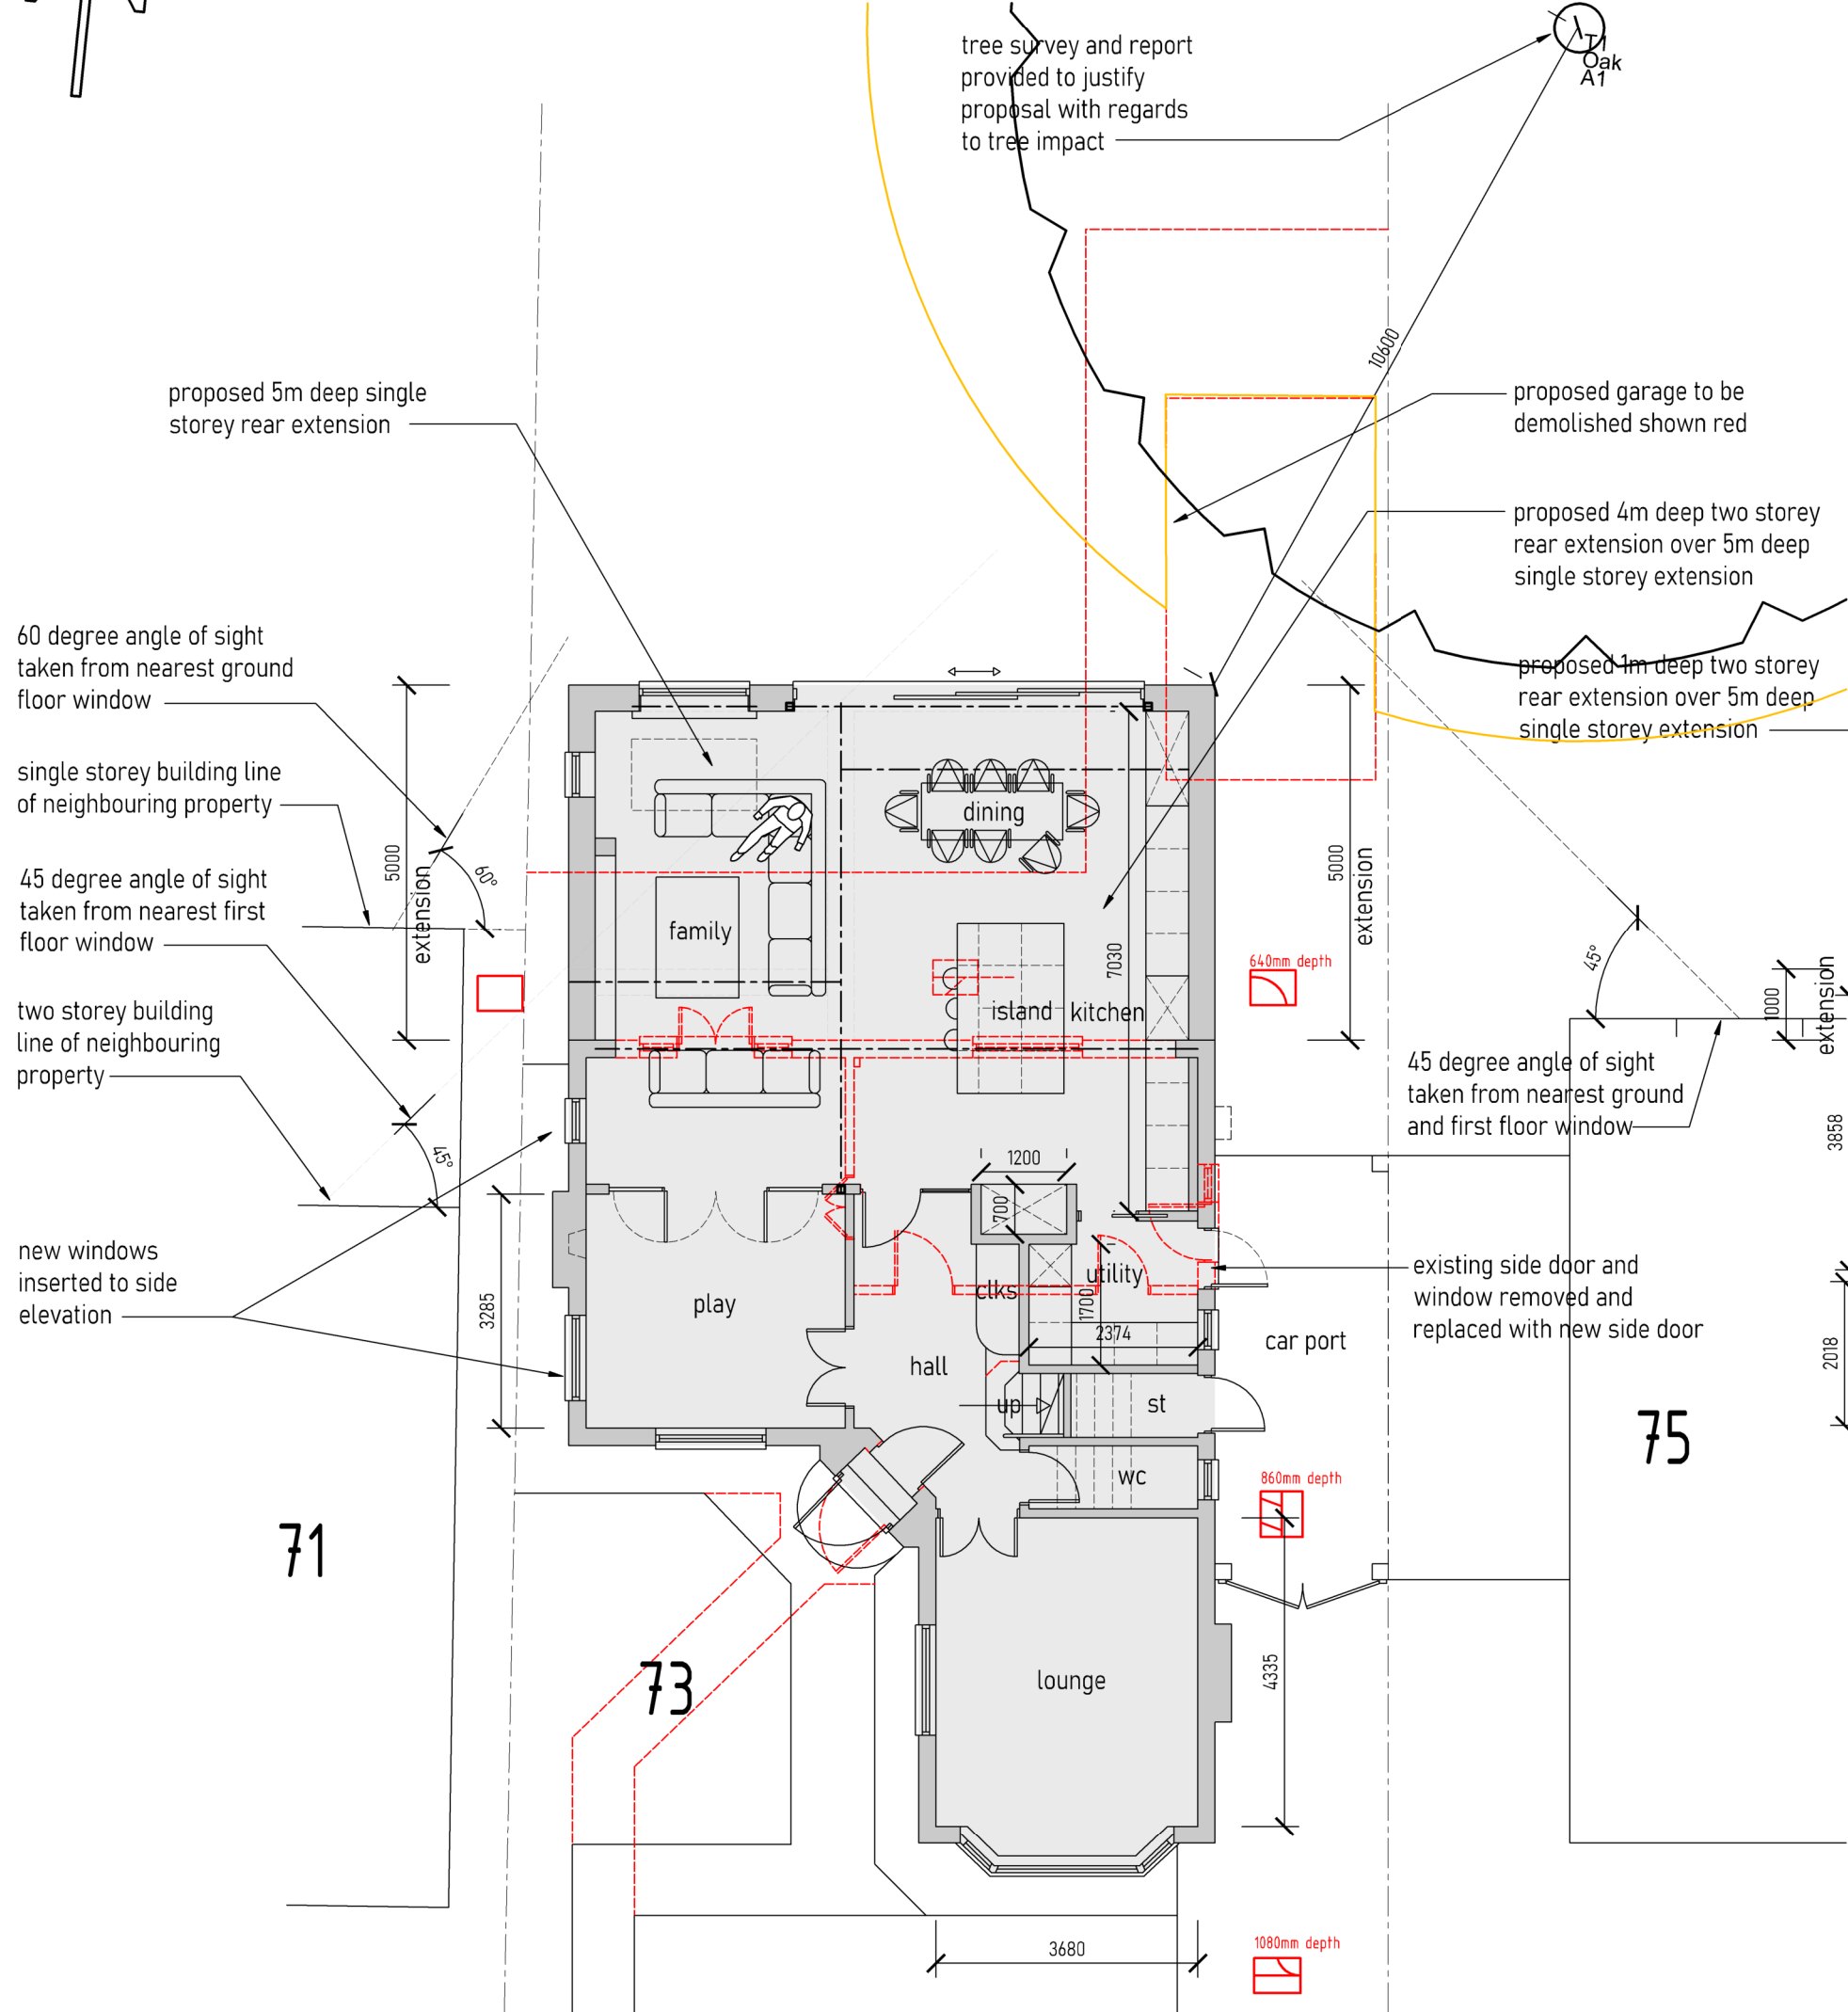 tree survey and report
provided to justify
proposal with regards
to tree impact
T1
Oak
A1
10600
proposed 5m deep single
storey rear extension
proposed garage to be
demolished shown red
proposed 4m deep two storey
rear extension over 5m deep
single storey extension
60 degree angle of sight
taken from nearest ground
floor window
proposed 1m deep two storey
rear extension over 5m deep
single storey extension
single storey building line
of neighbouring property
45 degree angle of sight
taken from nearest first
floor window
two storey building
line of neighbouring
property
5000
extension
60°
45°
dining
family
island
kitchen
7030
5000
extension
640mm depth
45°
1000
extension
45 degree angle of sight
taken from nearest ground
and first floor window
3858
1200
700
new windows
inserted to side
elevation
3285
play
hall
clks
utility
1700
2374
up
st
wc
car port
existing side door and
window removed and
replaced with new side door
2018
71
73
75
860mm depth
lounge
4335
3680
1080mm depth